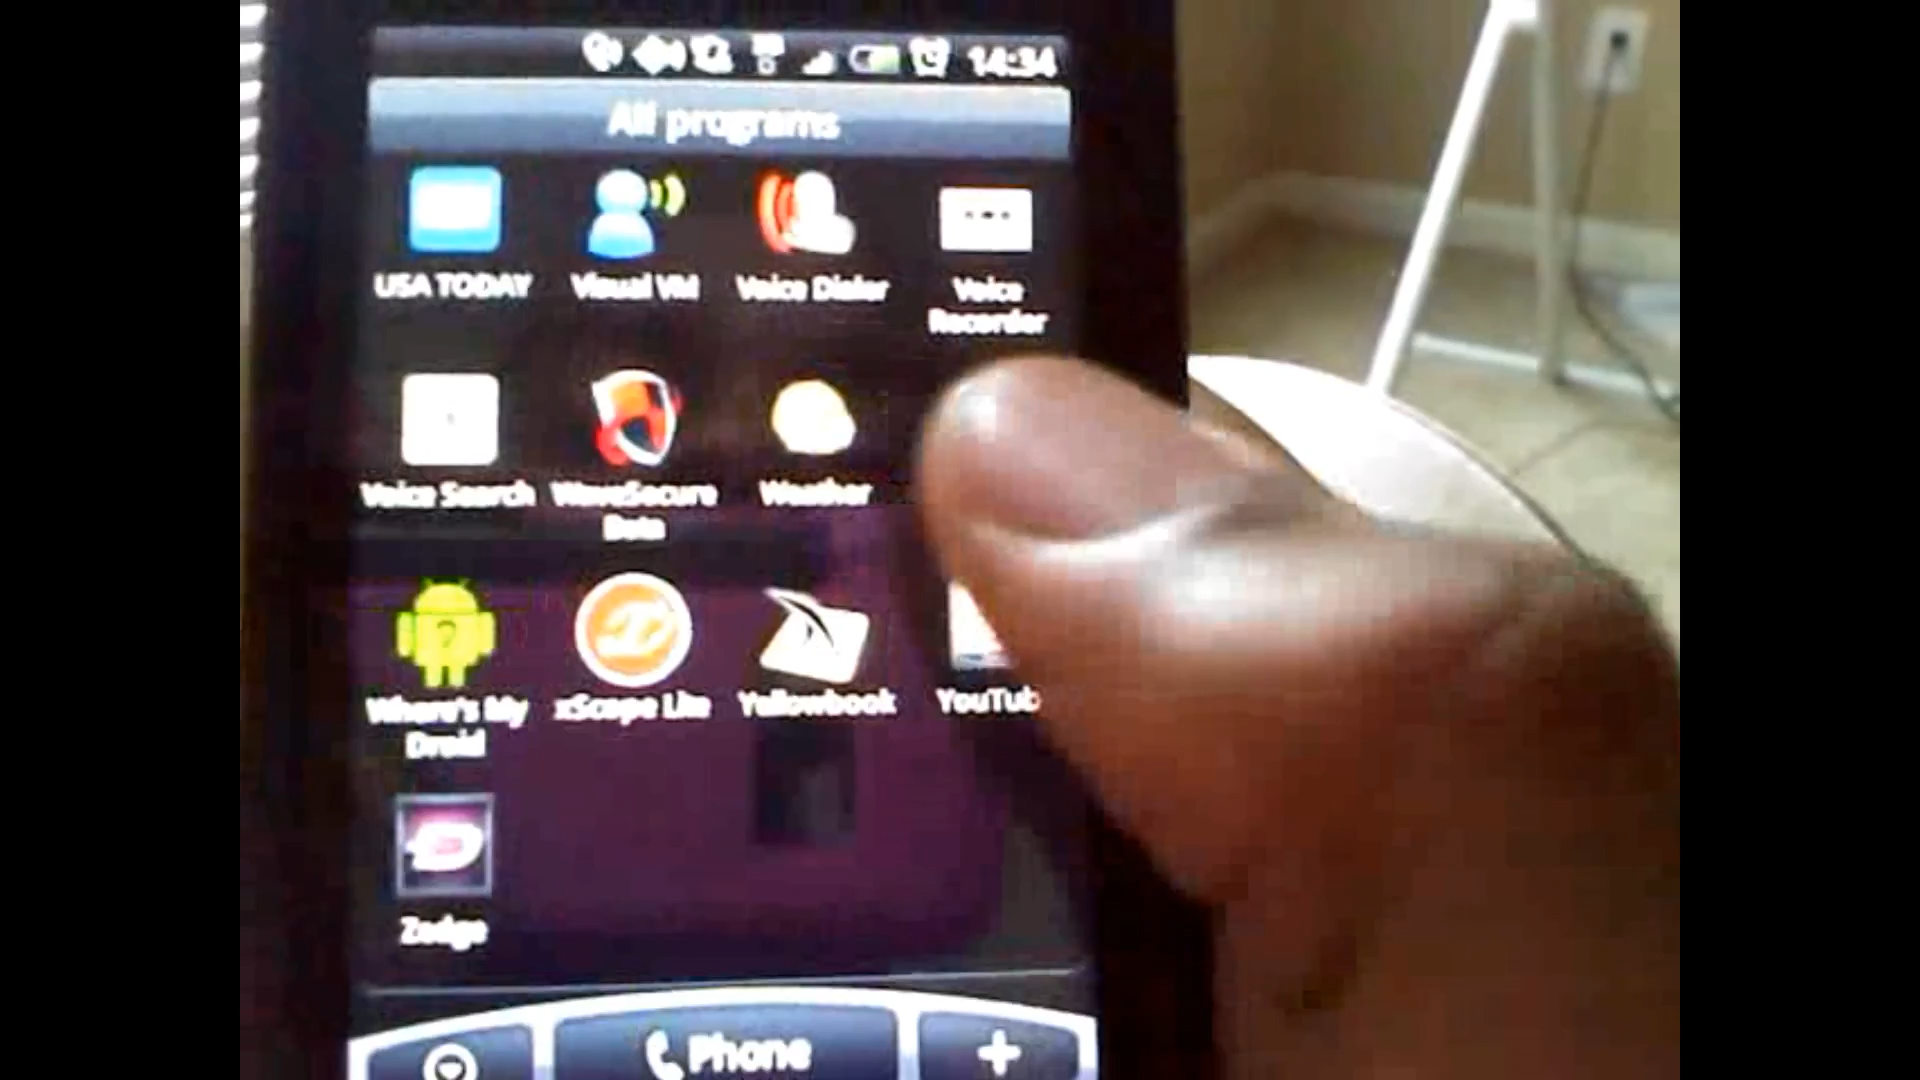 14:34
All programs
USA TODAY
Visual VM
Voice Dialer
Voice
Recorder
Voice Search
WaveSecure
Beta
Weather
Where's My
Droid
xScope Lite
Yellowbook
YouTub
Zedge
Phone